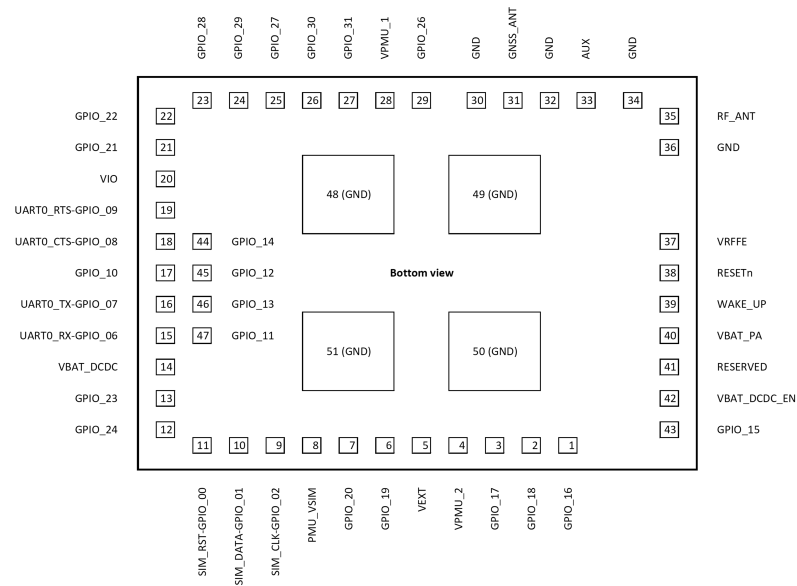 GPIO_28
GPIO_29
GPIO_27
GPIO_30
GPIO_31
VPMU_1
GPIO_26
GND
GNSS_ANT
GND
AUX
GND
23 24 25 26 27 28 29 30 31 32 33 34
GPIO_22 22
35 RF_ANT
GPIO_21 21
36 GND
VIO 20
48 (GND)
49 (GND)
UART0_RTS-GPIO_09 19
UART0_CTS-GPIO_08 18 44 GPIO_14
37 VRFFE
GPIO_10 17 45 GPIO_12
Bottom view
38 RESETn
UART0_TX-GPIO_07 16 46 GPIO_13
39 WAKE_UP
UART0_RX-GPIO_06 15 47 GPIO_11
40 VBAT_PA
51 (GND)
50 (GND)
VBAT_DCDC 14
41 RESERVED
GPIO_23 13
42 VBAT_DCDC_EN
GPIO_24 12
43 GPIO_15
11 10 9 8 7 6 5 4 3 2 1
SIM_RST-GPIO_00
SIM_DATA-GPIO_01
SIM_CLK-GPIO_02
PMU_VSIM
GPIO_20
GPIO_19
VEXT
VPMU_2
GPIO_17
GPIO_18
GPIO_16